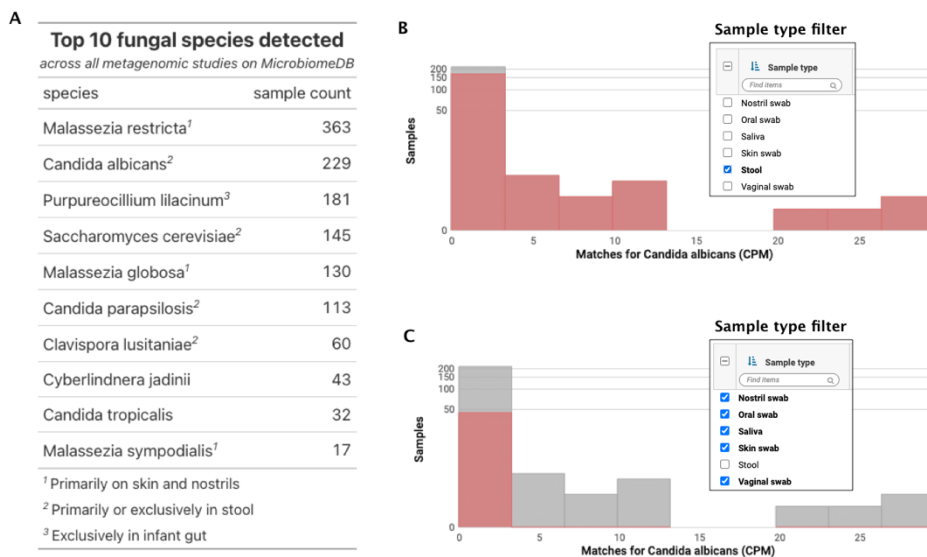 A
Top 10 fungal species detected
across all metagenomic studies on MicrobiomeDB
species sample count
Malassezia restricta¹ 363
Candida albicans² 229
Purpureocillium lilacinum³ 181
Saccharomyces cerevisiae² 145
Malassezia globosa¹ 130
Candida parapsilosis² 113
Clavispora lusitaniae² 60
Cyberlindnera jadinii 43
Candida tropicalis 32
Malassezia sympodialis¹ 17
¹ Primarily on skin and nostrils
² Primarily or exclusively in stool
³ Exclusively in infant gut
B
Sample type filter
Sample type
Find items
Nostril swab
Oral swab
Saliva
Skin swab
Stool
Vaginal swab
200
150
100
50
0
Samples
0 5 10 15 20 25
Matches for Candida albicans (CPM)
C
Sample type filter
Sample type
Find items
Nostril swab
Oral swab
Saliva
Skin swab
Stool
Vaginal swab
200
150
100
50
0
Samples
0 5 10 15 20 25
Matches for Candida albicans (CPM)